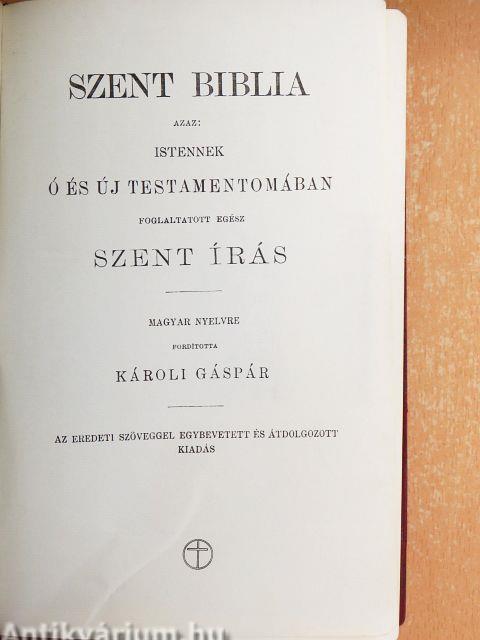 SZENT BIBLIA
AZAZ:
ISTENNEK
Ó ÉS ÚJ TESTAMENTOMÁBAN
FOGLALTATOTT EGÉSZ
SZENT ÍRÁS
MAGYAR NYELVRE
FORDÍTOTTA
KÁROLI GÁSPÁR
AZ EREDETI SZÖVEGGEL EGYBEVETETT ÉS ÁTDOLGOZOTT
KIADÁS
Antikvárium.hu